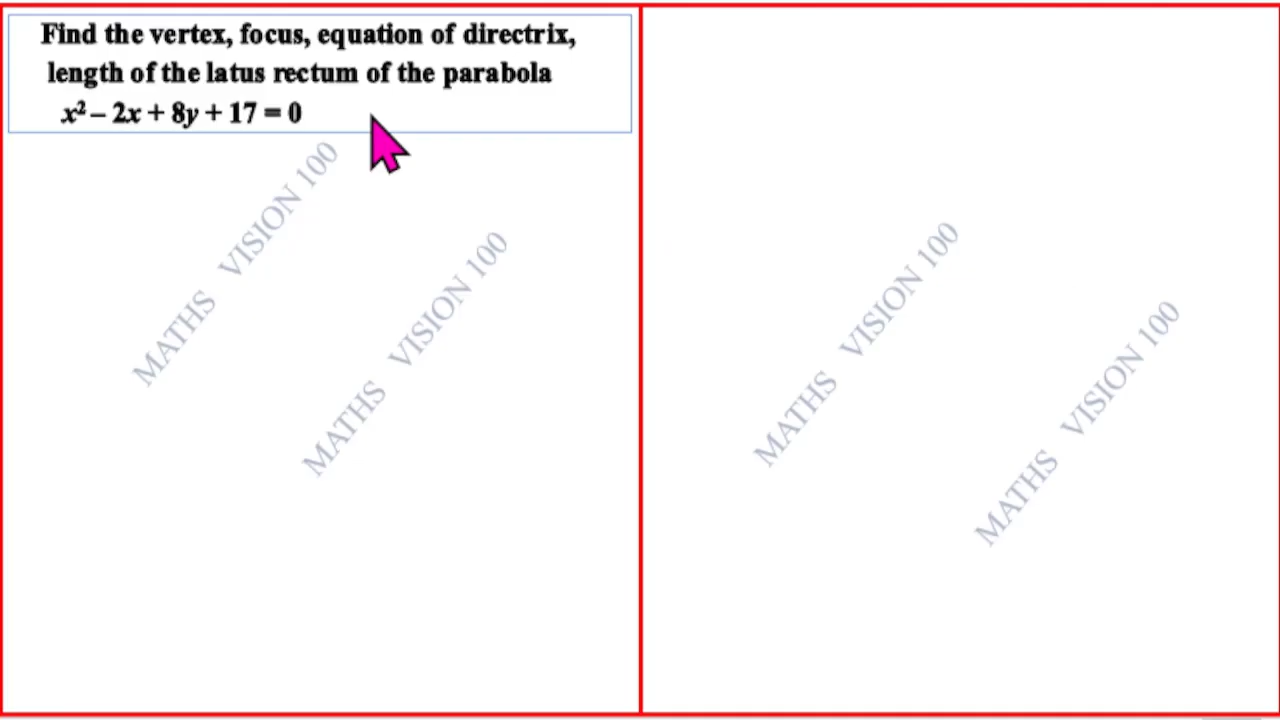 Find the vertex, focus, equation of directrix,
length of the latus rectum of the parabola
x² – 2x + 8y + 17 = 0
MATHS VISION 100
MATHS VISION 100
MATHS VISION 100
MATHS VISION 100